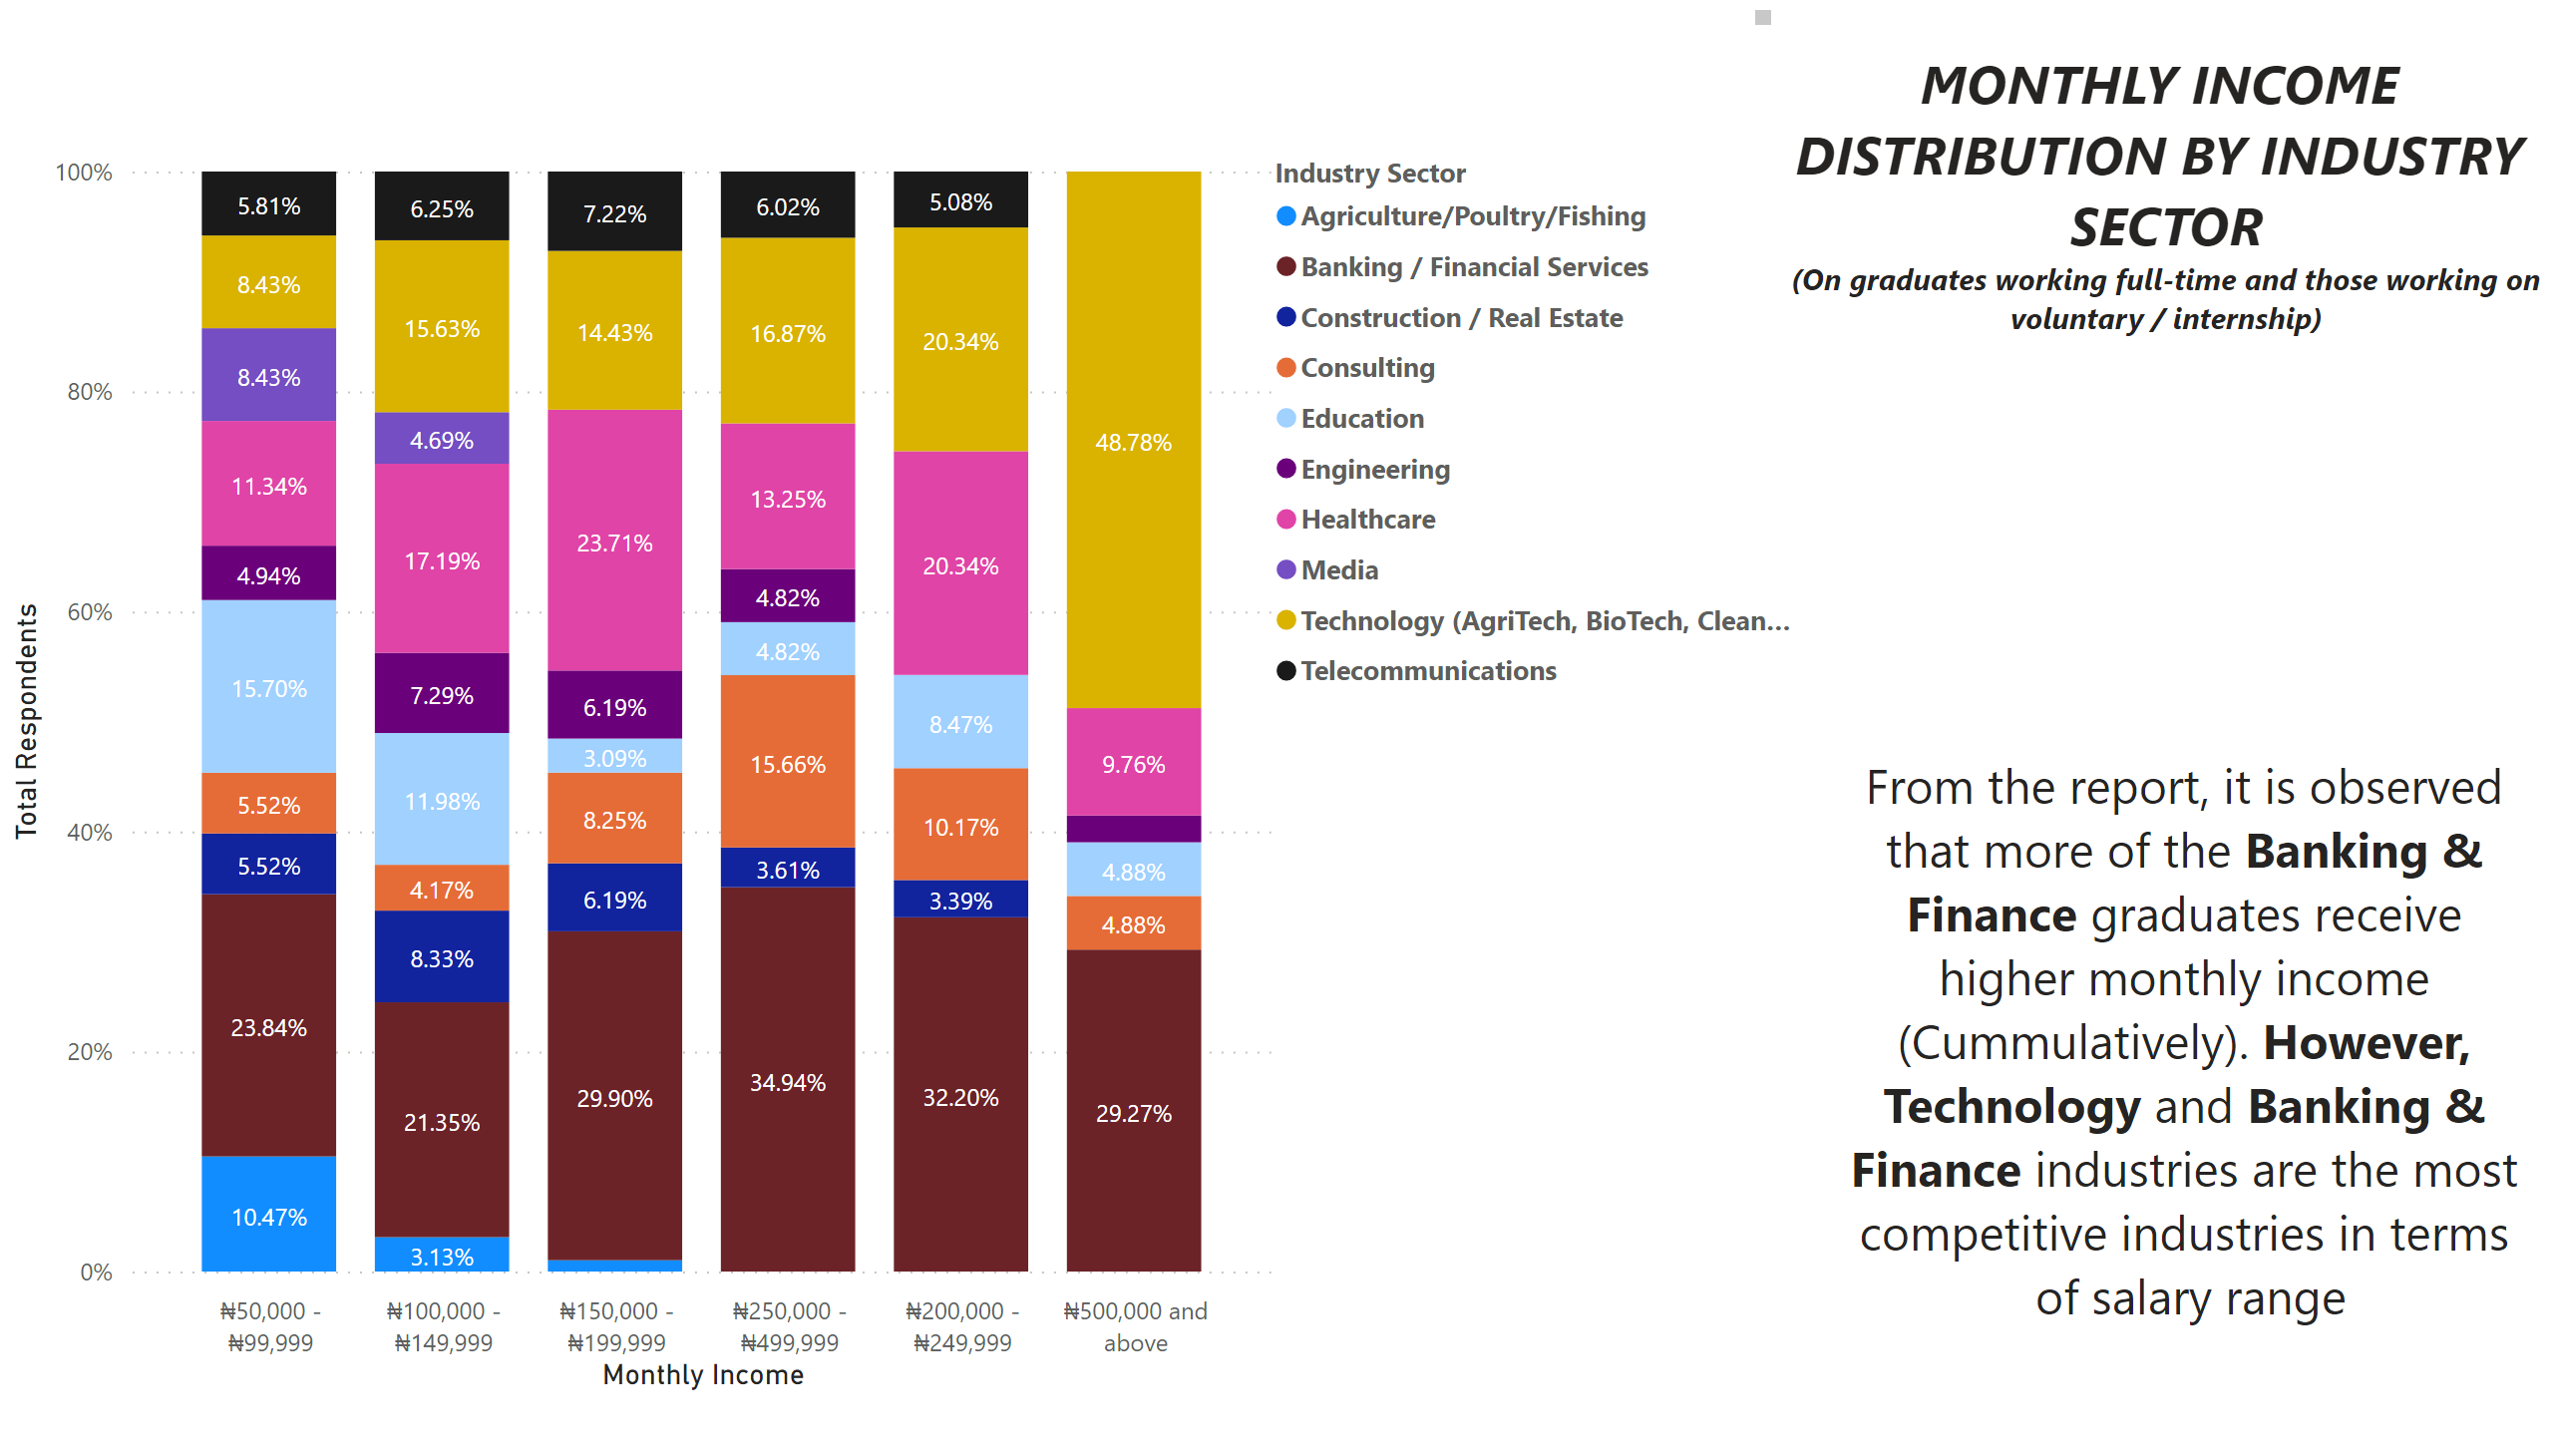 MONTHLY INCOME
DISTRIBUTION BY INDUSTRY
SECTOR
(On graduates working full-time and those working on
voluntary / internship)
Total Respondents
100%
80%
60%
40%
20%
0%
5.81%
8.43%
8.43%
11.34%
4.94%
15.70%
5.52%
5.52%
23.84%
10.47%
6.25%
15.63%
4.69%
17.19%
7.29%
11.98%
4.17%
8.33%
21.35%
3.13%
7.22%
14.43%
23.71%
6.19%
3.09%
8.25%
6.19%
29.90%
6.02%
16.87%
13.25%
4.82%
4.82%
15.66%
3.61%
34.94%
5.08%
20.34%
20.34%
8.47%
10.17%
3.39%
32.20%
48.78%
9.76%
4.88%
4.88%
29.27%
₦50,000 -
₦99,999
₦100,000 -
₦149,999
₦150,000 -
₦199,999
₦250,000 -
₦499,999
₦200,000 -
₦249,999
₦500,000 and
above
Monthly Income
Industry Sector
Agriculture/Poultry/Fishing
Banking / Financial Services
Construction / Real Estate
Consulting
Education
Engineering
Healthcare
Media
Technology (AgriTech, BioTech, Clean...
Telecommunications
From the report, it is observed
that more of the Banking &
Finance graduates receive
higher monthly income
(Cummulatively). However,
Technology and Banking &
Finance industries are the most
competitive industries in terms
of salary range